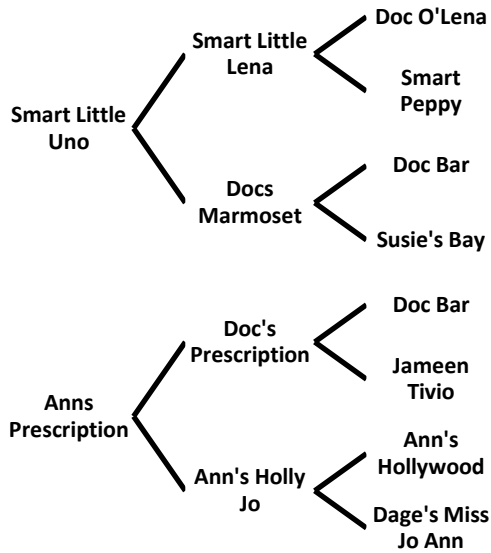 Doc O'Lena
Smart Little
Lena
Smart
Peppy
Smart Little
Uno
Doc Bar
Docs
Marmoset
Susie's Bay
Doc Bar
Doc's
Prescription
Jameen
Tivio
Anns
Prescription
Ann's
Hollywood
Ann's Holly
Jo
Dage's Miss
Jo Ann